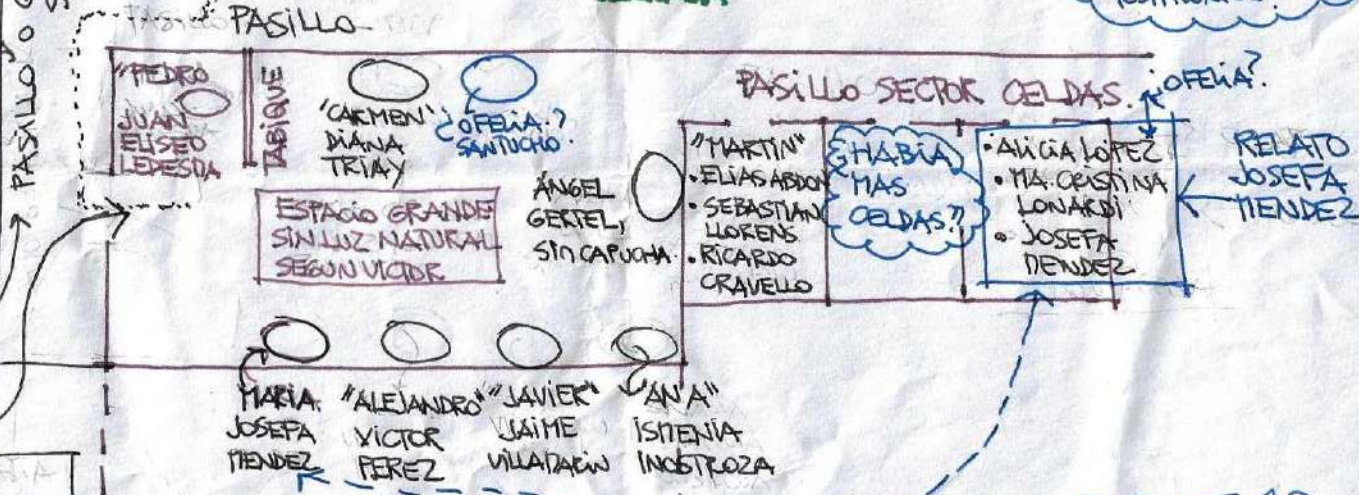 PASILLO O
PASILLO
"PEDRO
JUAN
ELISEO
LEDESMA
TABIQUE
"CARMEN"
DIANA
TRIAY
¿OFELIA?
SANTUCHO.
ESPACIO GRANDE
SIN LUZ NATURAL
SEGUN VICTOR
ÁNGEL
GERTEL,
SIN CAPUCHA.
PASILLO SECTOR CELDAS.
¿OFELIA?
"MARTIN"
• ELIAS ABDON
• SEBASTIAN
LLORENS
• RICARDO
CRAVELLO
¿HABIA
MAS
CELDAS?
• ALICIA LOPEZ
• MA. CRISTINA
LONARDI
• JOSEFA
MENDEZ
RELATO
JOSEFA
MENDEZ
MARIA
JOSEFA
MENDEZ
"ALEJANDRO"
VICTOR
PEREZ
"JAVIER"
JAIME
VILLAMARIN
"ANA"
ISMENIA
INOSTROZA